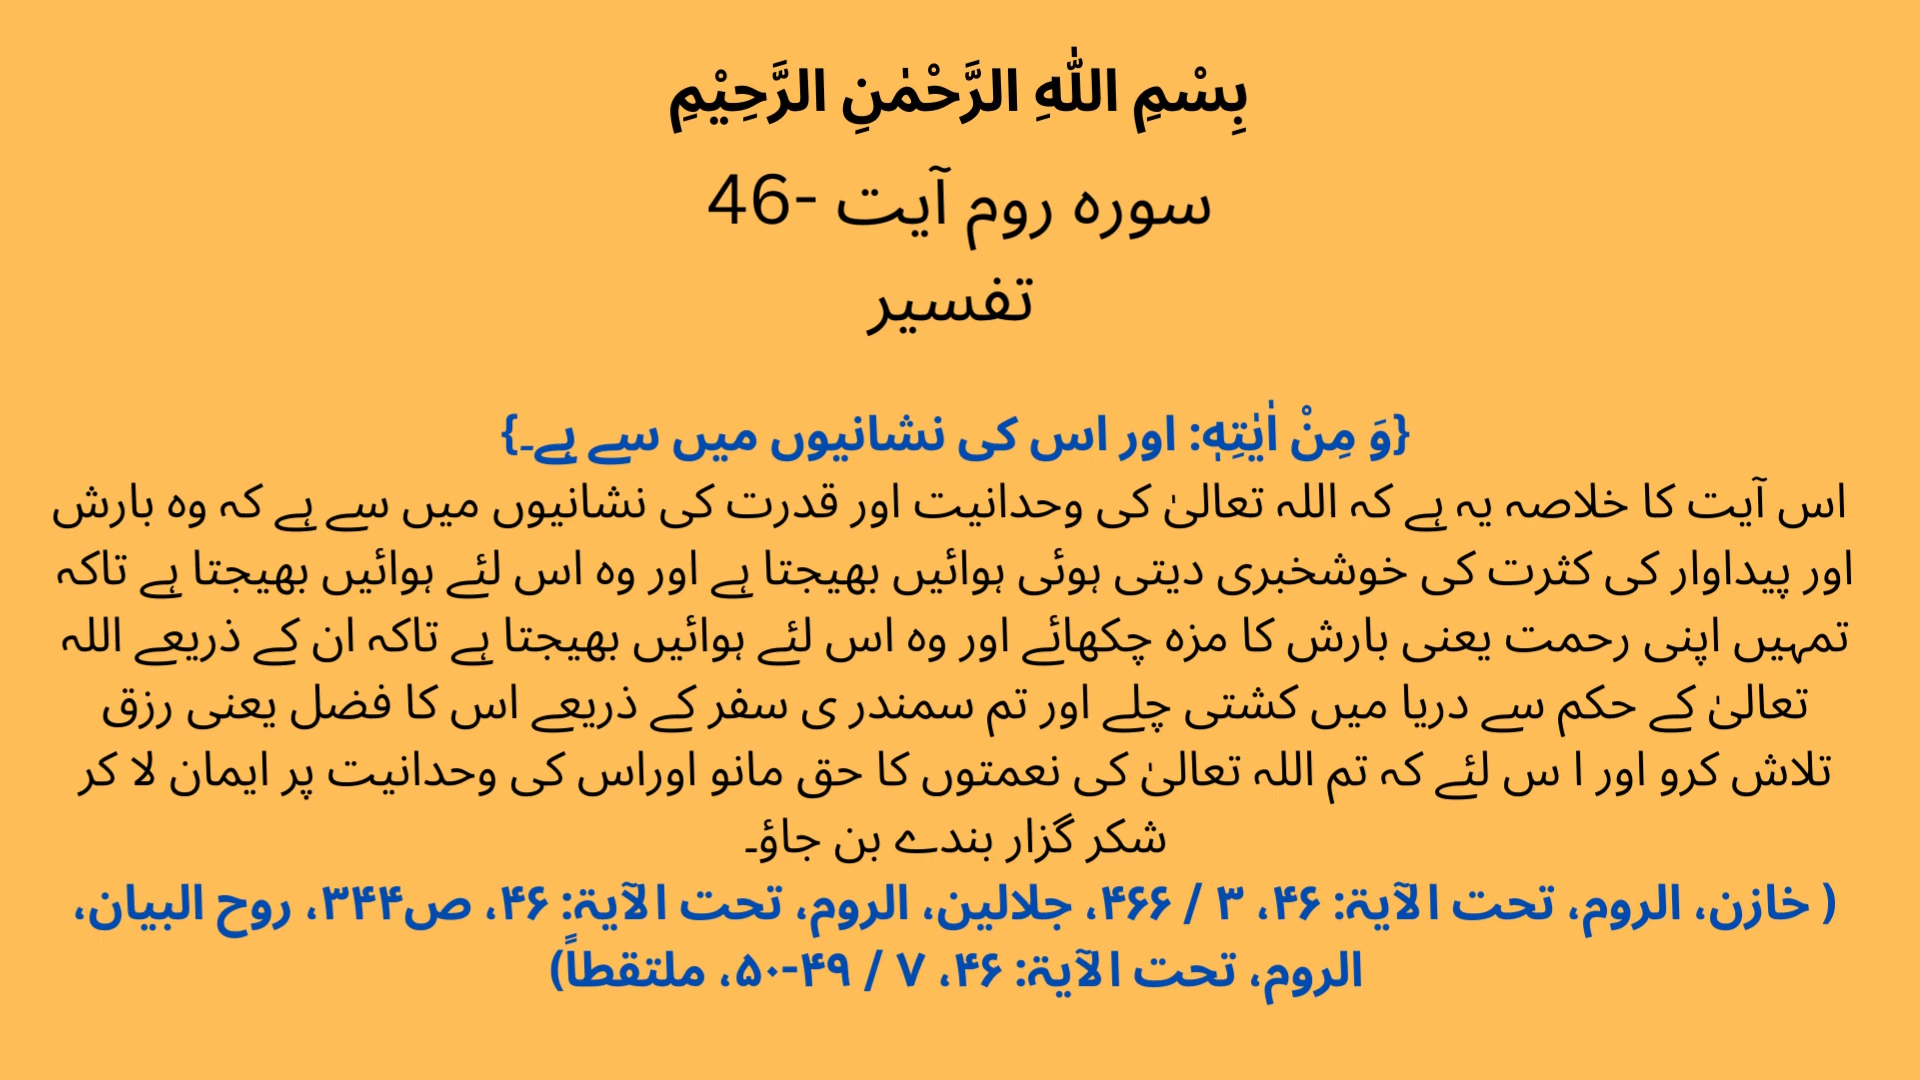 بِسْمِ اللّٰهِ الرَّحْمٰنِ الرَّحِیْمِ
سورہ روم آیت -46
تفسیر
{وَ مِنْ اٰیٰتِهٖ: اور اس کی نشانیوں میں سے ہے۔}
اس آیت کا خلاصہ یہ ہے کہ اللہ تعالیٰ کی وحدانیت اور قدرت کی نشانیوں میں سے ہے کہ وہ بارش
اور پیداوار کی کثرت کی خوشخبری دیتی ہوئی ہوائیں بھیجتا ہے اور وہ اس لئے ہوائیں بھیجتا ہے تاکہ
تمہیں اپنی رحمت یعنی بارش کا مزہ چکھائے اور وہ اس لئے ہوائیں بھیجتا ہے تاکہ ان کے ذریعے اللہ
تعالیٰ کے حکم سے دریا میں کشتی چلے اور تم سمندر ی سفر کے ذریعے اس کا فضل یعنی رزق
تلاش کرو اور ا س لئے کہ تم اللہ تعالیٰ کی نعمتوں کا حق مانو اوراس کی وحدانیت پر ایمان لا کر
شکر گزار بندے بن جاؤ۔
( خازن، الروم، تحت الآیۃ: ۴۶، ۳ / ۴۶۶، جلالین، الروم، تحت الآیۃ: ۴۶، ص۳۴۴، روح البیان،
الروم، تحت الآیۃ: ۴۶، ۷ / ۴۹-۵۰، ملتقطاً)